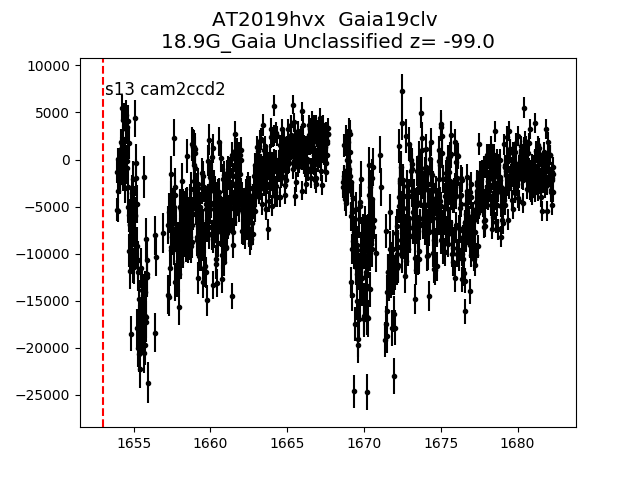 AT2019hvx  Gaia19clv
18.9G_Gaia Unclassified z= -99.0
s13 cam2ccd2
10000
5000
0
−5000
−10000
−15000
−20000
−25000
1655 1660 1665 1670 1675 1680